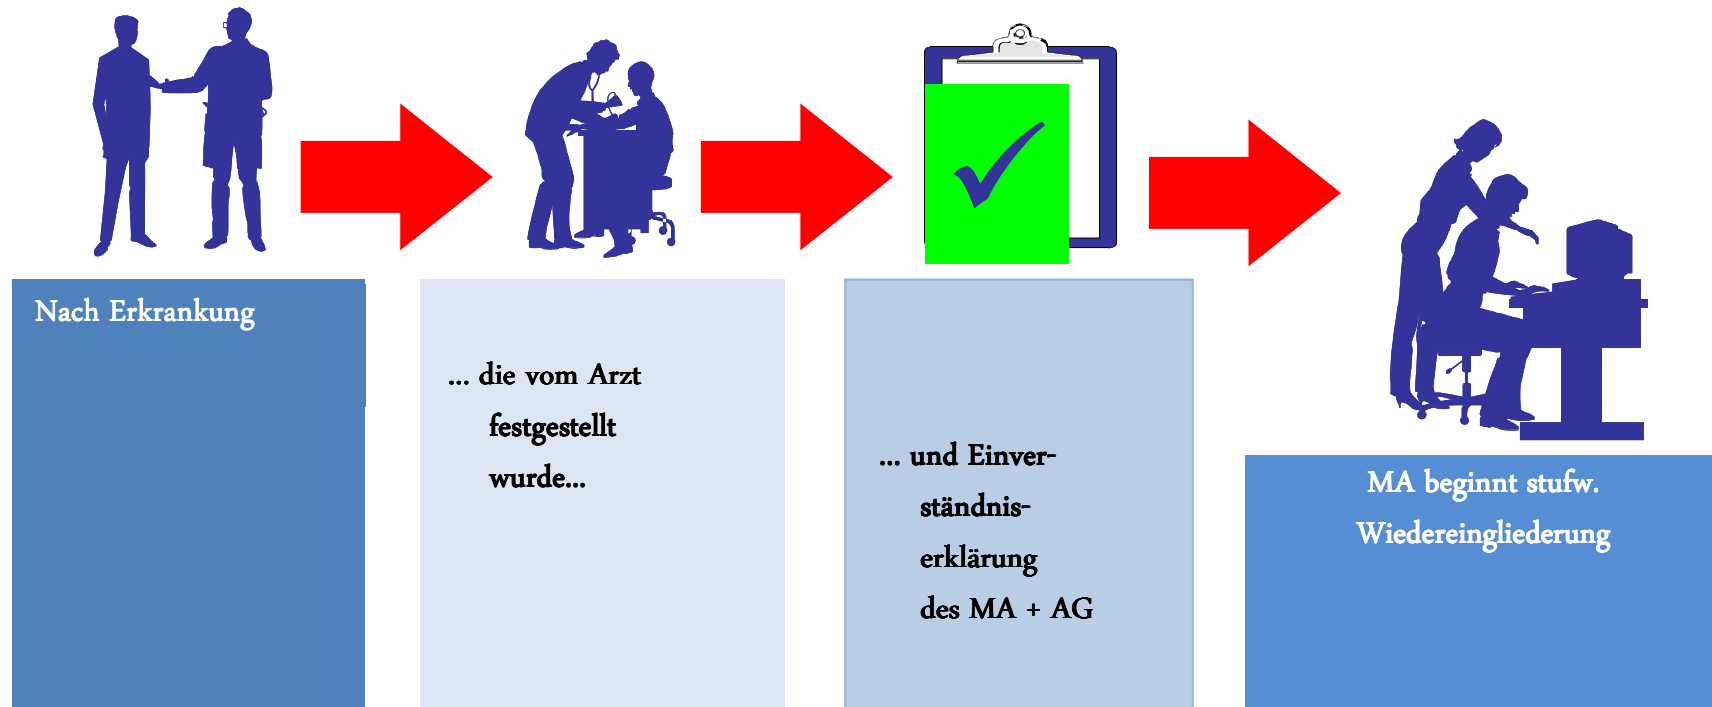 Nach Erkrankung
... die vom Arzt
festgestellt
wurde...
... und Einver-
ständnis-
erklärung
des MA + AG
MA beginnt stufw.
Wiedereingliederung